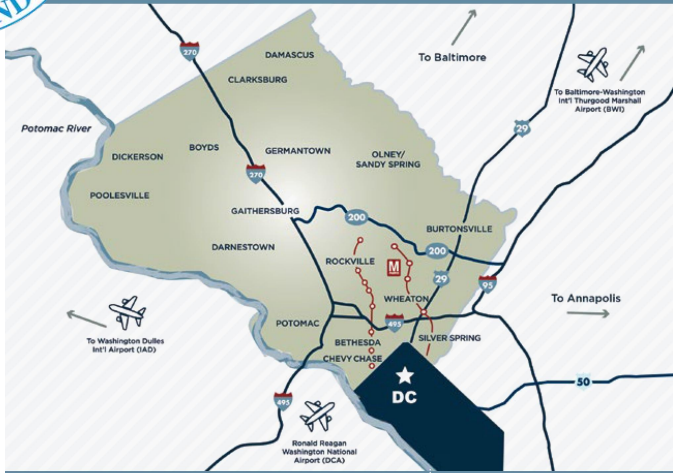 ND
270
DAMASCUS
To Baltimore
CLARKSBURG
To Baltimore-Washington
Int'l Thurgood Marshall
Airport (BWI)
Potomac River
29
DICKERSON
BOYDS
GERMANTOWN
OLNEY/
SANDY SPRING
270
POOLESVILLE
GAITHERSBURG
200
BURTONSVILLE
DARNESTOWN
200
ROCKVILLE
M
29
95
WHEATON
To Annapolis
POTOMAC
495
To Washington Dulles
Int'l Airport (IAD)
BETHESDA
SILVER SPRING
CHEVY CHASE
50
DC
495
Ronald Reagan
Washington National
Airport (DCA)